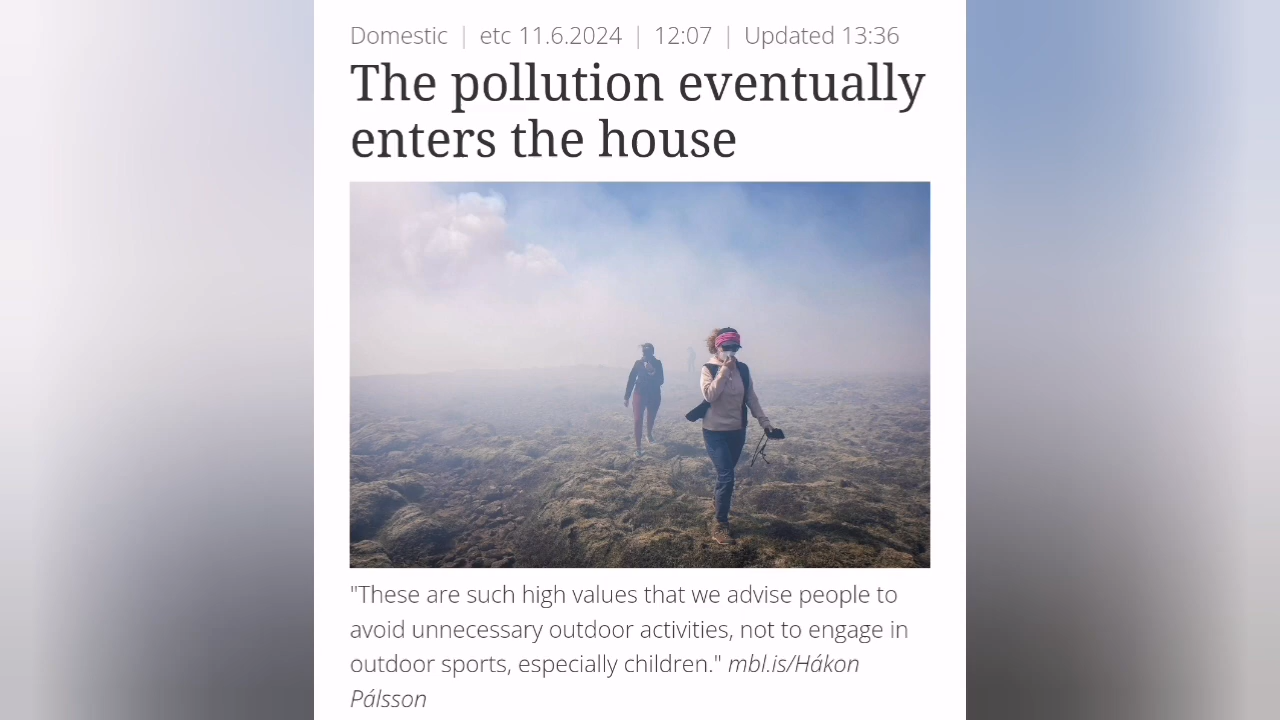 Domestic | etc 11.6.2024 | 12:07 | Updated 13:36
The pollution eventually
enters the house
"These are such high values that we advise people to
avoid unnecessary outdoor activities, not to engage in
outdoor sports, especially children." mbl.is/Hákon
Pálsson